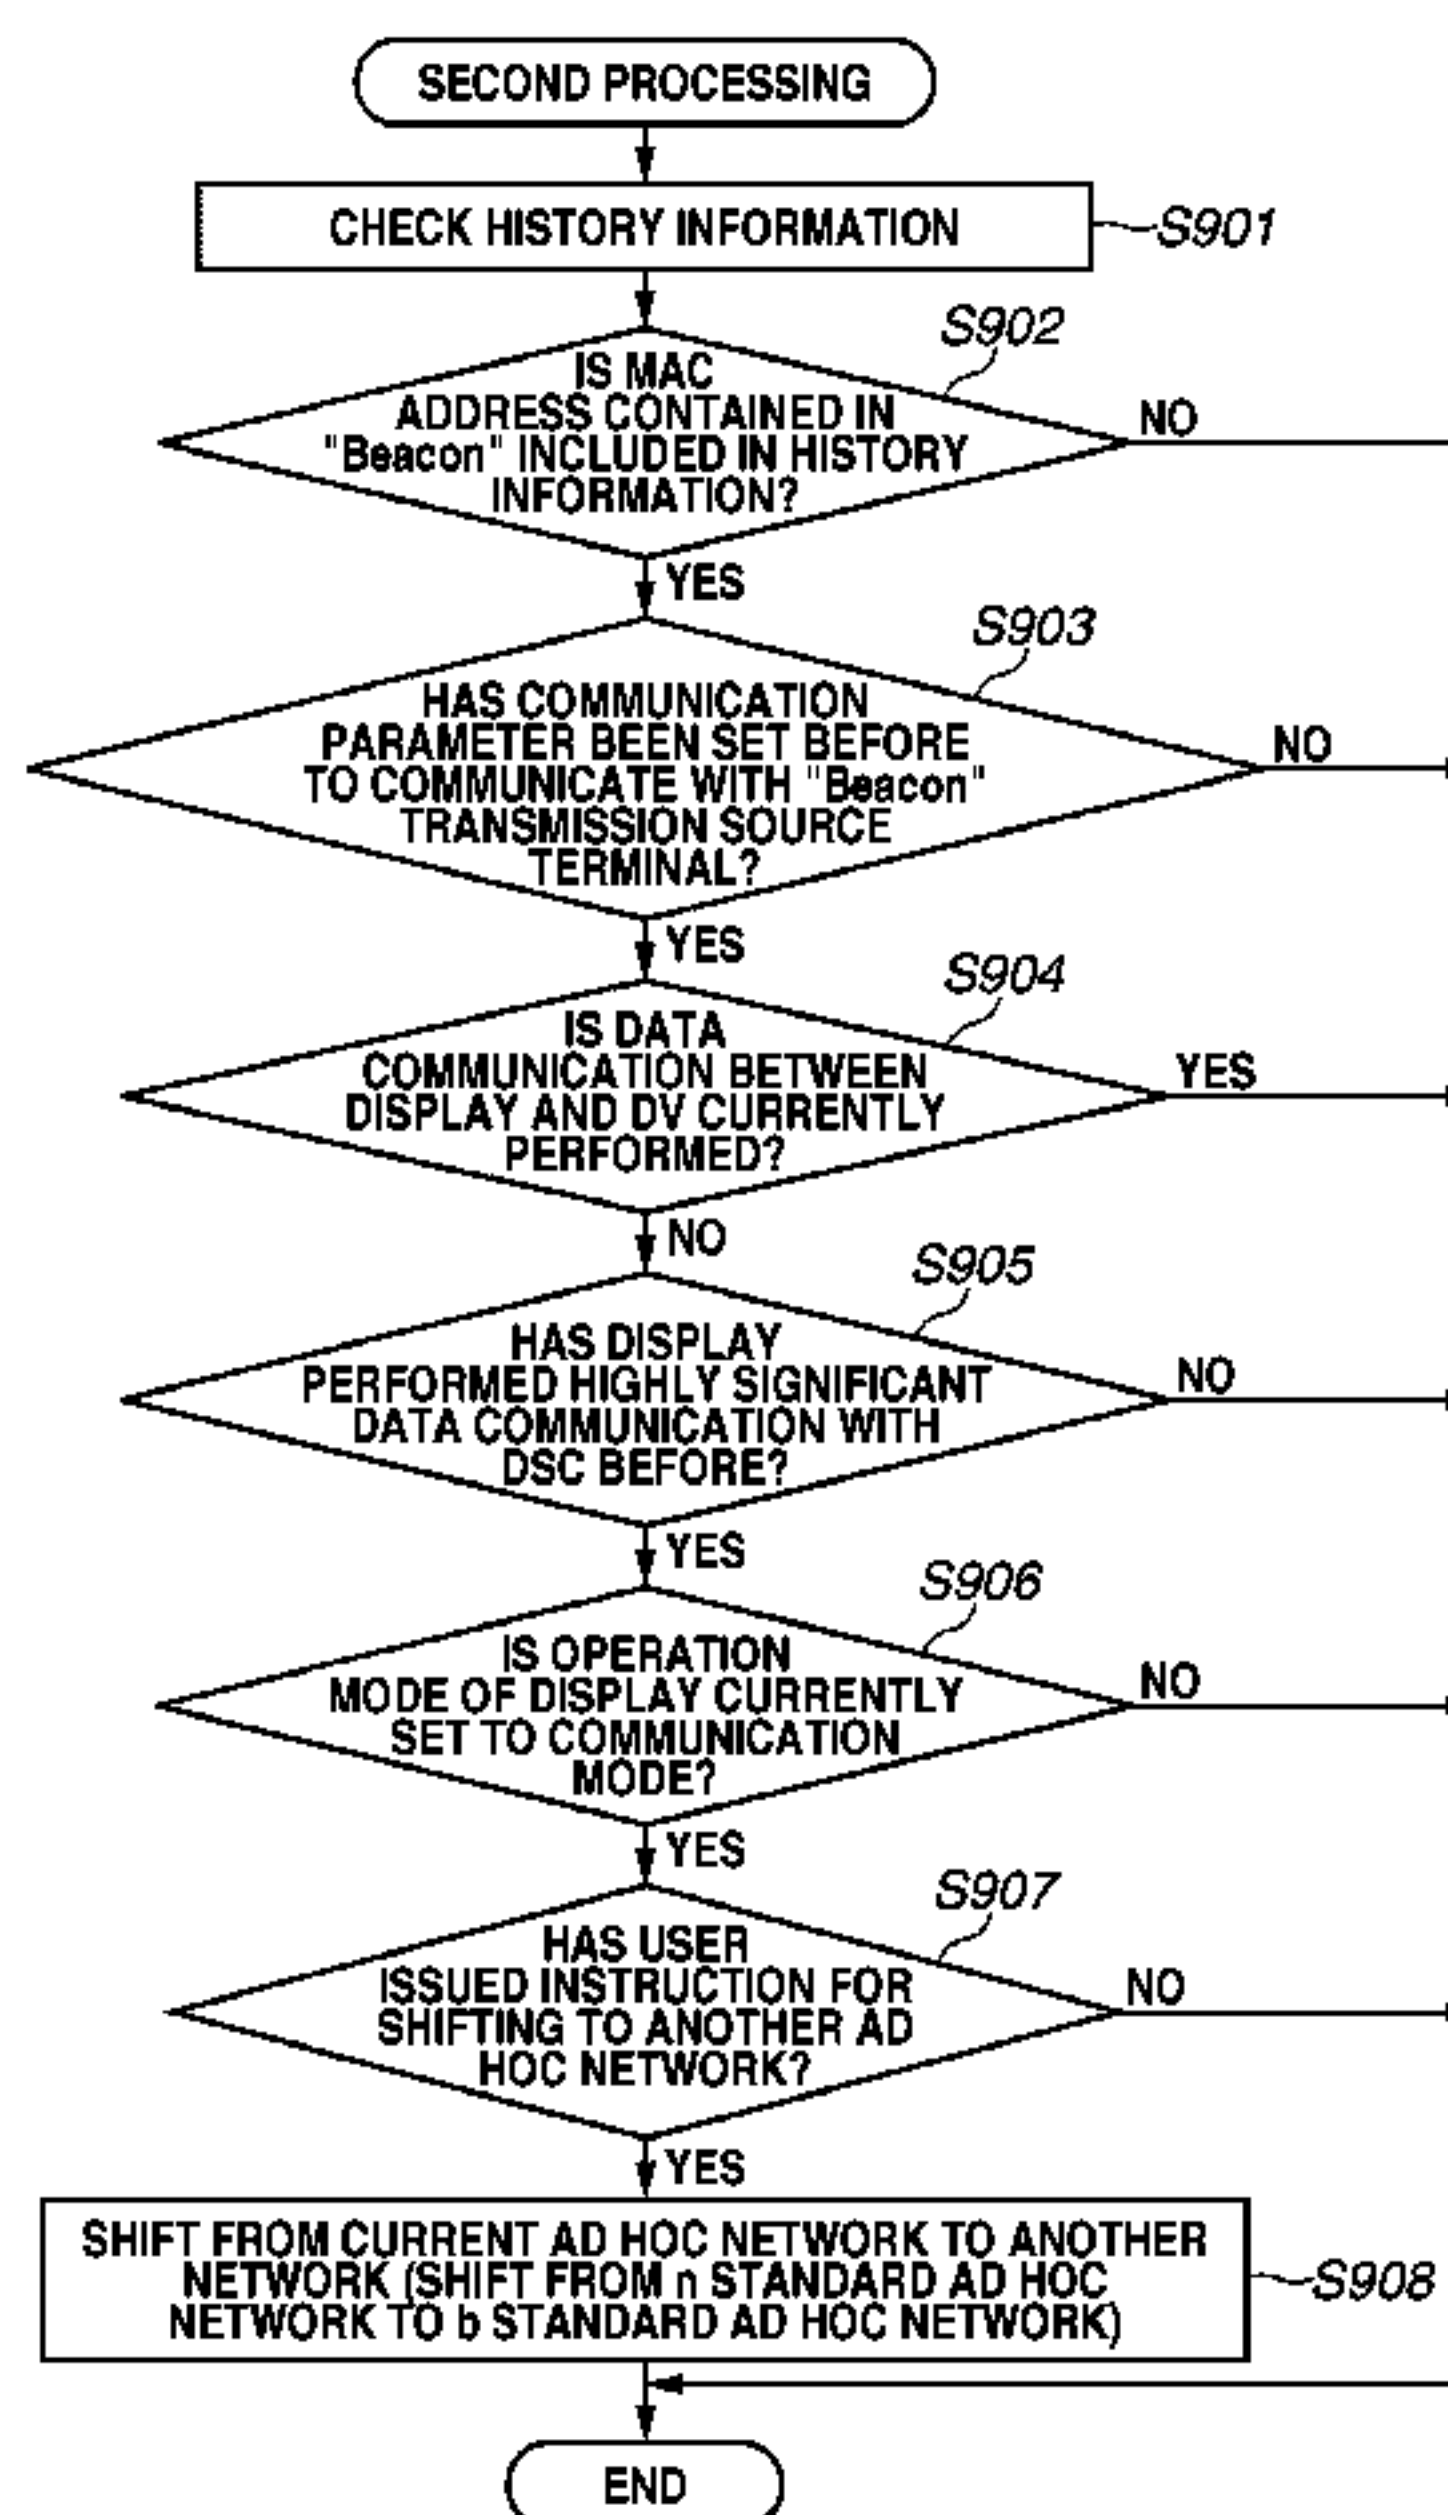 SECOND PROCESSING
CHECK HISTORY INFORMATION
S901
S902
IS MAC
ADDRESS CONTAINED IN
"Beacon" INCLUDED IN HISTORY
INFORMATION?
NO
YES
S903
HAS COMMUNICATION
PARAMETER BEEN SET BEFORE
TO COMMUNICATE WITH "Beacon"
TRANSMISSION SOURCE
TERMINAL?
NO
YES
S904
IS DATA
COMMUNICATION BETWEEN
DISPLAY AND DV CURRENTLY
PERFORMED?
YES
NO
S905
HAS DISPLAY
PERFORMED HIGHLY SIGNIFICANT
DATA COMMUNICATION WITH
DSC BEFORE?
NO
YES
S906
IS OPERATION
MODE OF DISPLAY CURRENTLY
SET TO COMMUNICATION
MODE?
NO
YES
S907
HAS USER
ISSUED INSTRUCTION FOR
SHIFTING TO ANOTHER AD
HOC NETWORK?
NO
YES
SHIFT FROM CURRENT AD HOC NETWORK TO ANOTHER
NETWORK (SHIFT FROM n STANDARD AD HOC
NETWORK TO b STANDARD AD HOC NETWORK)
S908
END